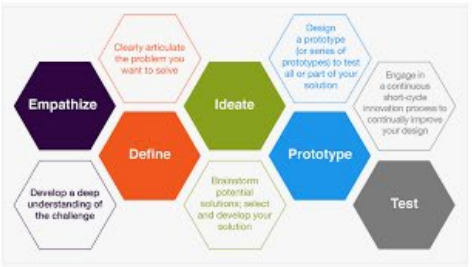 Empathize
Develop a deep
understanding of
the challenge
Clearly articulate
the problem you
want to solve
Define
Ideate
Brainstorm
potential
solutions; select
and develop your
solution
Design
a prototype
(or series of
prototypes) to test
all or part of your
solution
Prototype
Engage in
a continuous
short-cycle
innovation process to
continually improve
your design
Test